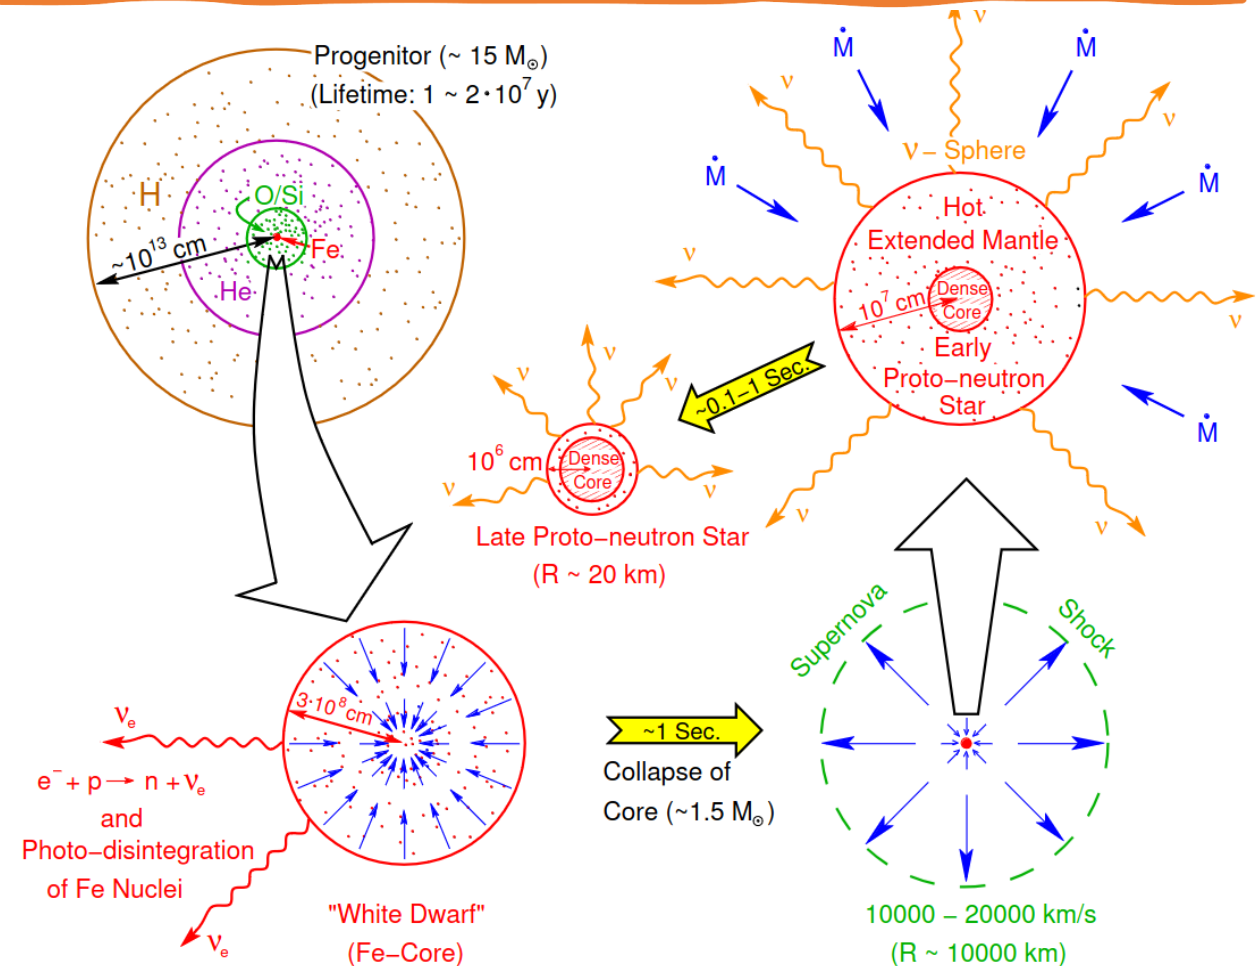 Progenitor (~ 15 M⊙)
(Lifetime: 1 ~ 2·10⁷ y)
H
O/Si
Fe
He
~10¹³ cm
ν
ν
ν
Ṁ
Ṁ
Ṁ
Ṁ
Ṁ
ν – Sphere
Hot
Extended Mantle
10⁷ cm
Dense
Core
Early
Proto–neutron
Star
ν
ν
ν
ν
~0.1–1 Sec.
ν
ν
ν
ν
ν
10⁶ cm
Dense
Core
Late Proto–neutron Star
(R ~ 20 km)
3·10⁸ cm
νₑ
e⁻ + p → n + νₑ
and
Photo–disintegration
of Fe Nuclei
νₑ
"White Dwarf"
(Fe–Core)
~1 Sec.
Collapse of
Core (~1.5 M⊙)
Supernova
Shock
10000 – 20000 km/s
(R ~ 10000 km)